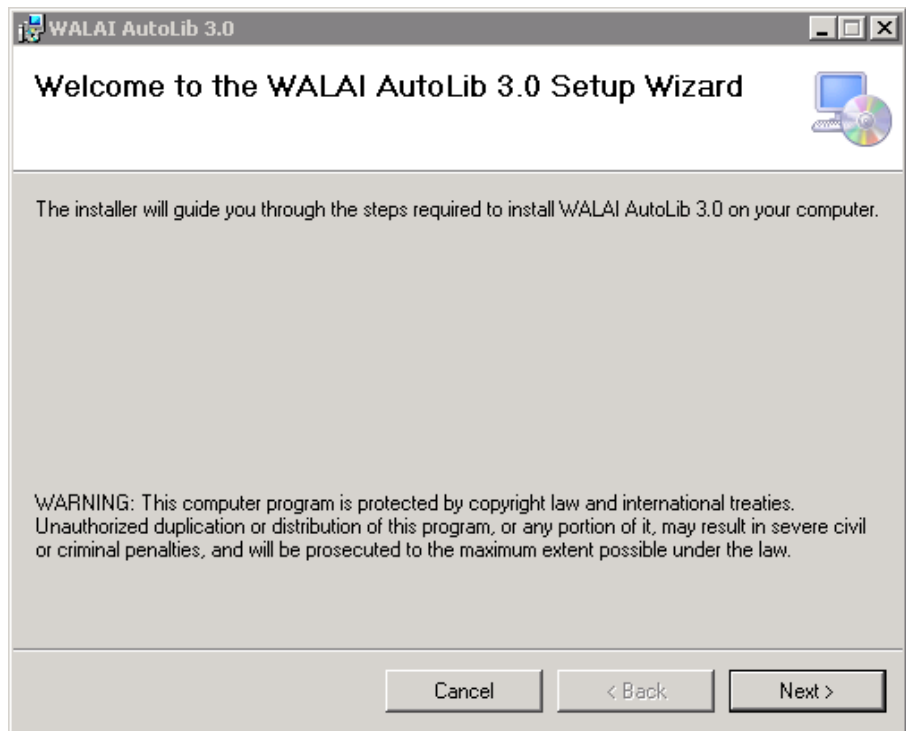 WALAI AutoLib 3.0
Welcome to the WALAI AutoLib 3.0 Setup Wizard
The installer will guide you through the steps required to install WALAI AutoLib 3.0 on your computer.
WARNING: This computer program is protected by copyright law and international treaties.
Unauthorized duplication or distribution of this program, or any portion of it, may result in severe civil
or criminal penalties, and will be prosecuted to the maximum extent possible under the law.
Cancel < Back Next >